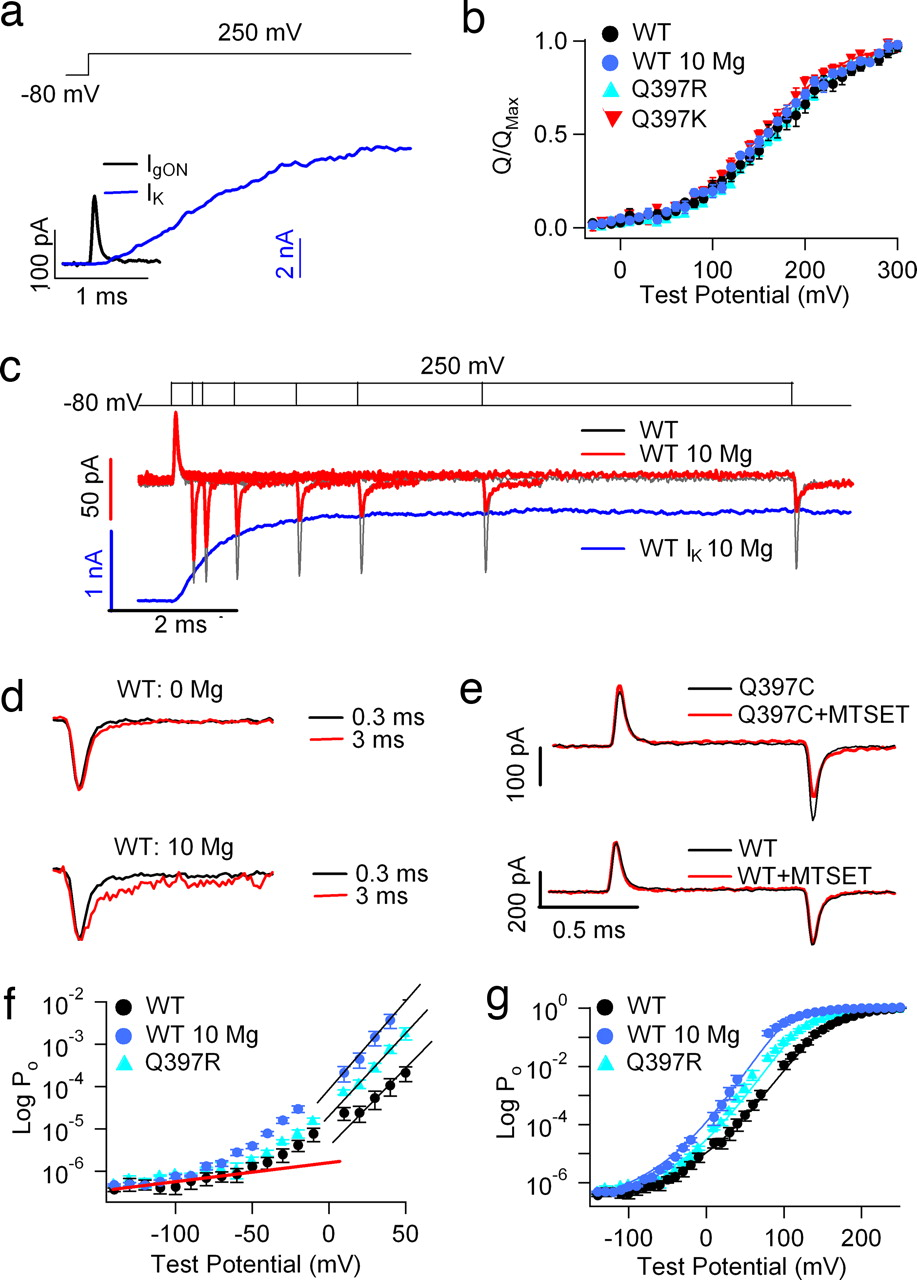 a
250 mV
-80 mV
IgON
IK
100 pA
1 ms
2 nA
b
WT
WT 10 Mg
Q397R
Q397K
1.0
0.5
0.0
Q/QMax
0 100 200 300
Test Potential (mV)
c
250 mV
-80 mV
WT
WT 10 Mg
50 pA
1 nA
WT IK 10 Mg
2 ms
d
WT: 0 Mg
0.3 ms
3 ms
WT: 10 Mg
0.3 ms
3 ms
e
Q397C
Q397C+MTSET
100 pA
WT
WT+MTSET
200 pA
0.5 ms
f
WT
WT 10 Mg
Q397R
10-2
10-3
10-4
10-5
10-6
Log Po
-100 -50 0 50
Test Potential (mV)
g
WT
WT 10 Mg
Q397R
100
10-2
10-4
10-6
Log Po
-100 0 100 200
Test Potential (mV)